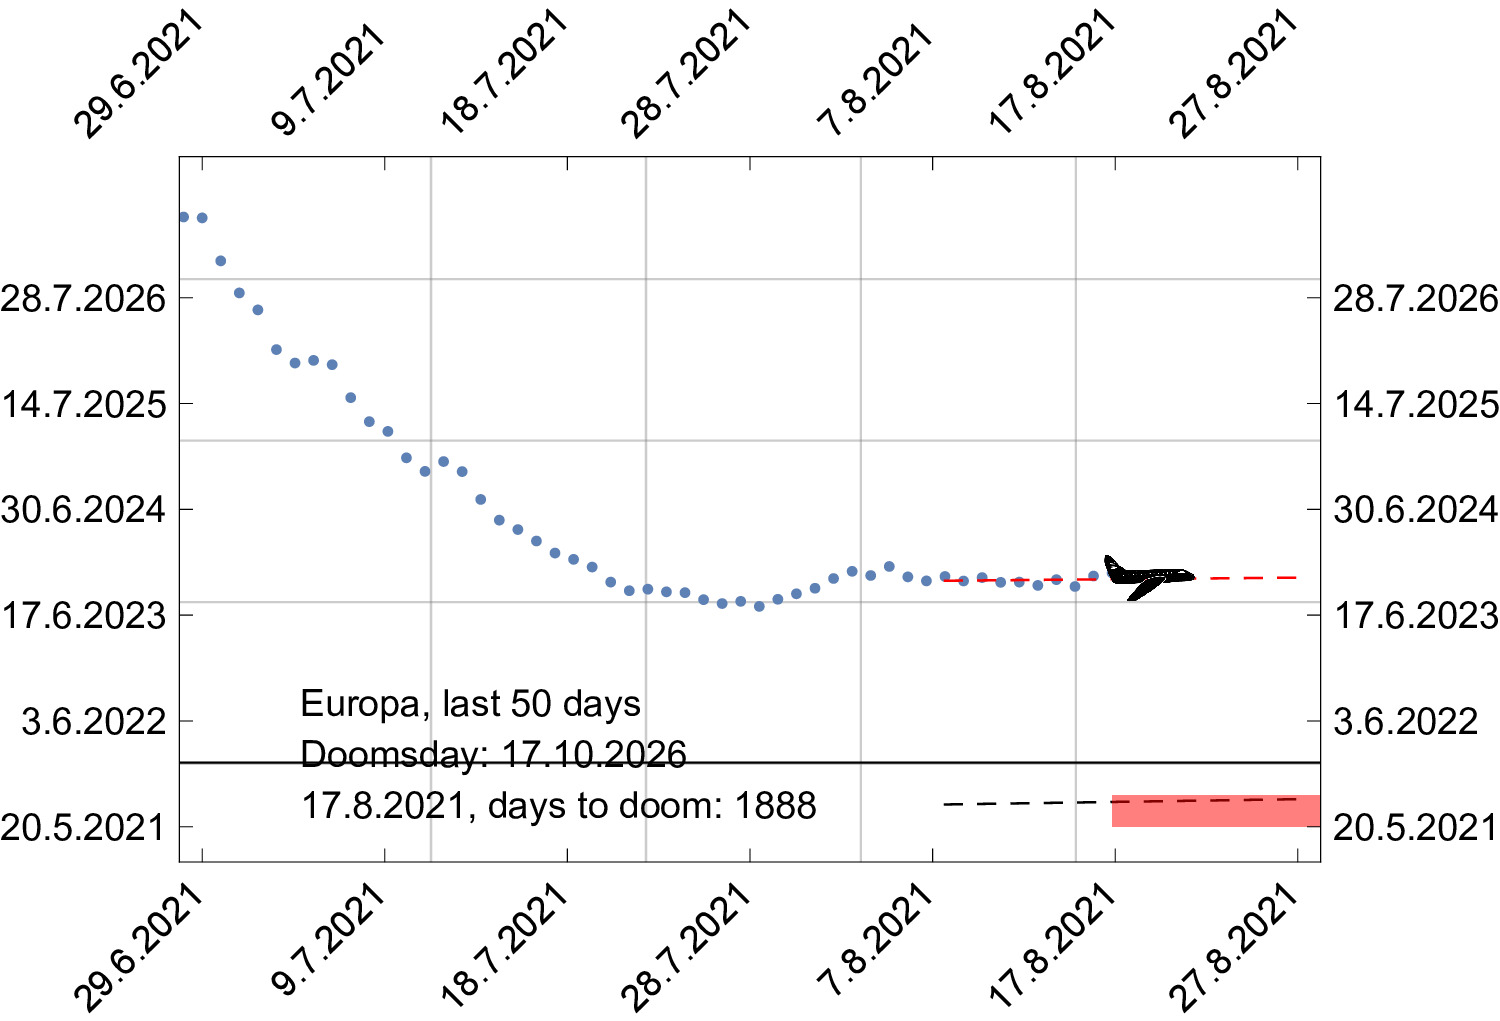 29.6.2021 9.7.2021 18.7.2021 28.7.2021 7.8.2021 17.8.2021 27.8.2021
28.7.2026 28.7.2026
14.7.2025 14.7.2025
30.6.2024 30.6.2024
17.6.2023 17.6.2023
Europa, last 50 days
3.6.2022 3.6.2022
Doomsday: 17.10.2026
17.8.2021, days to doom: 1888
20.5.2021 20.5.2021
29.6.2021 9.7.2021 18.7.2021 28.7.2021 7.8.2021 17.8.2021 27.8.2021